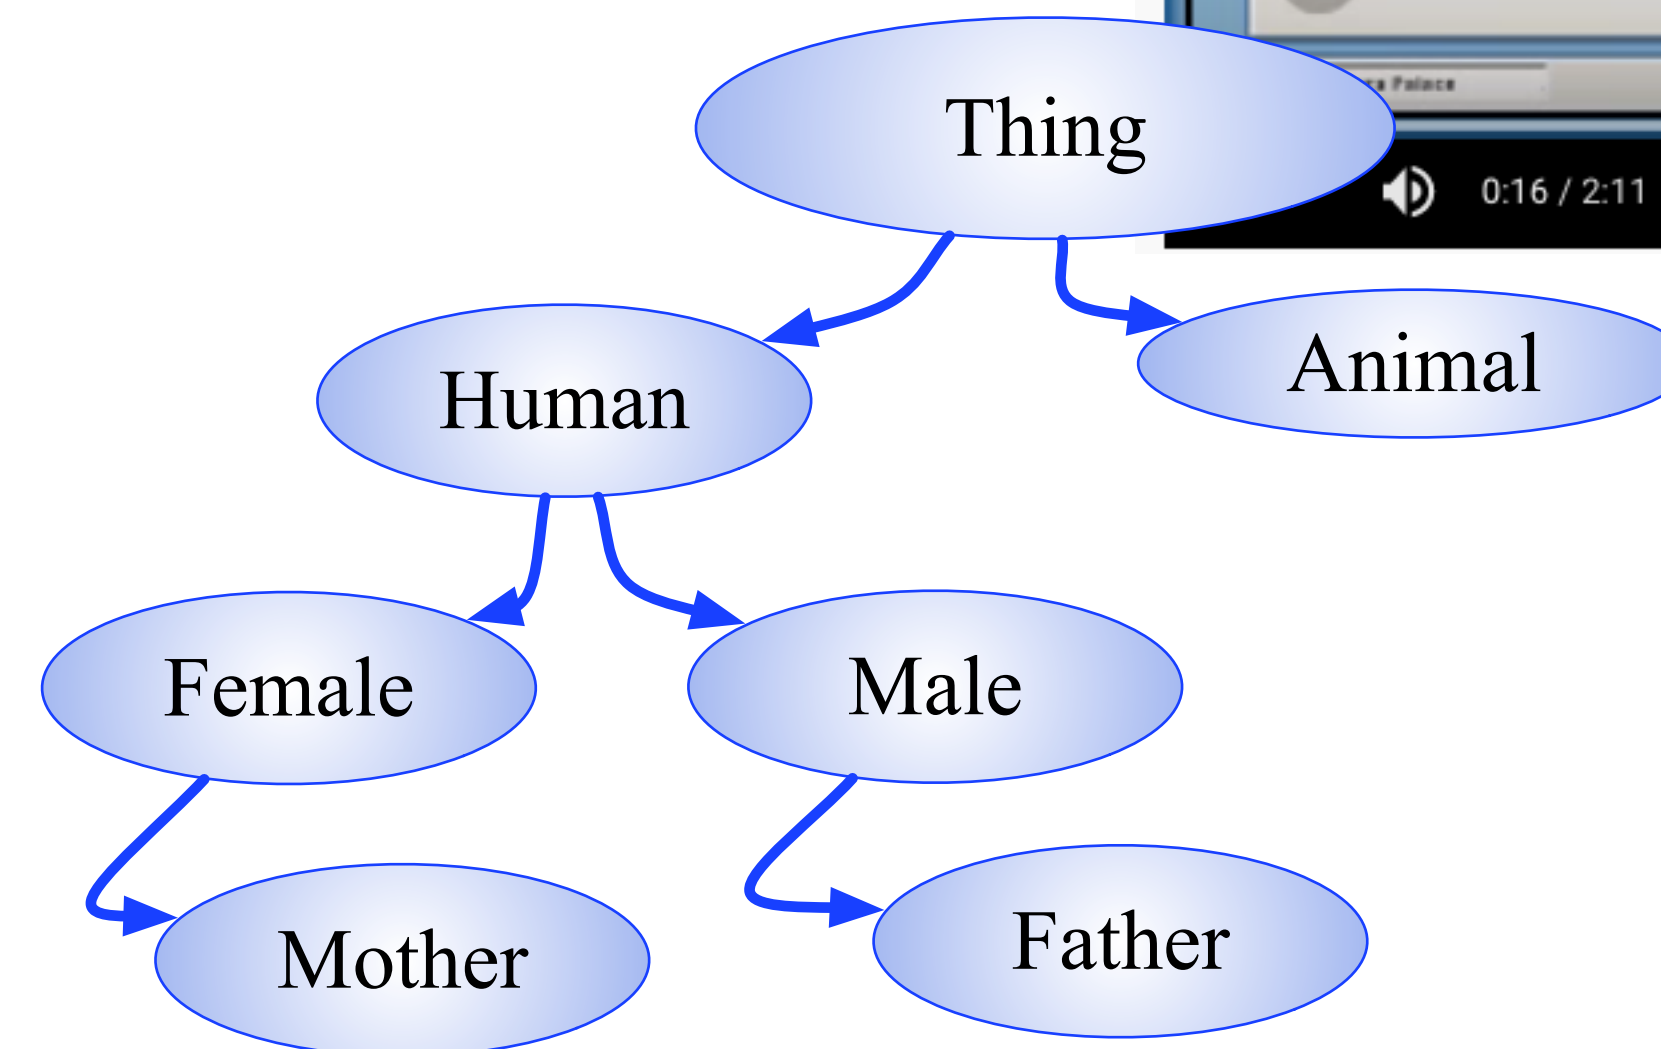 Thing
0:16 / 2:11
Animal
Human
Female
Male
Mother
Father